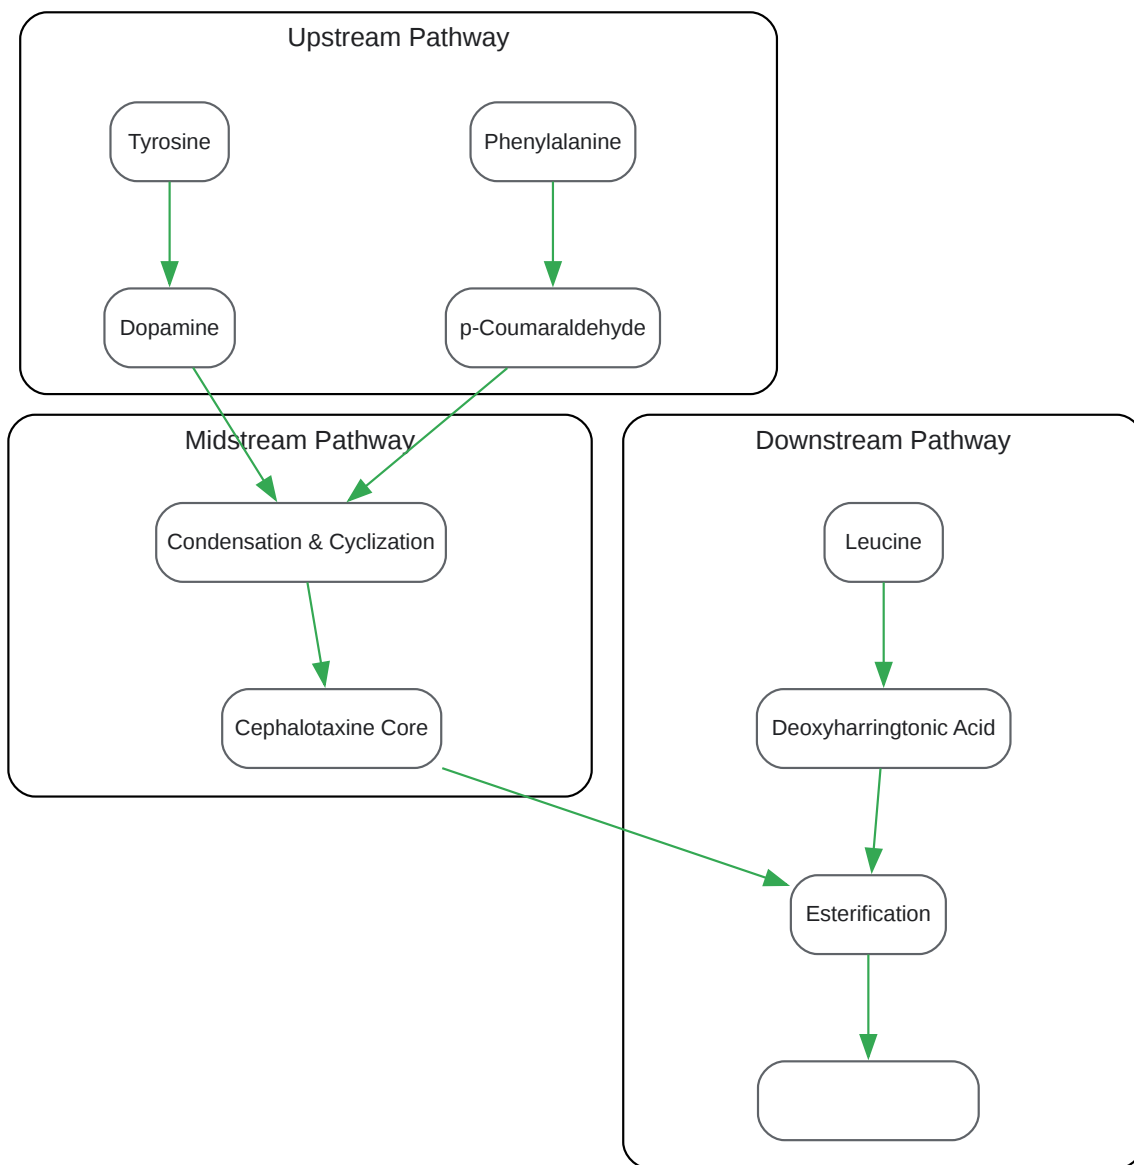 Upstream Pathway
Tyrosine
Phenylalanine
Dopamine
p-Coumaraldehyde
Midstream Pathway
Condensation & Cyclization
Cephalotaxine Core
Downstream Pathway
Leucine
Deoxyharringtonic Acid
Esterification